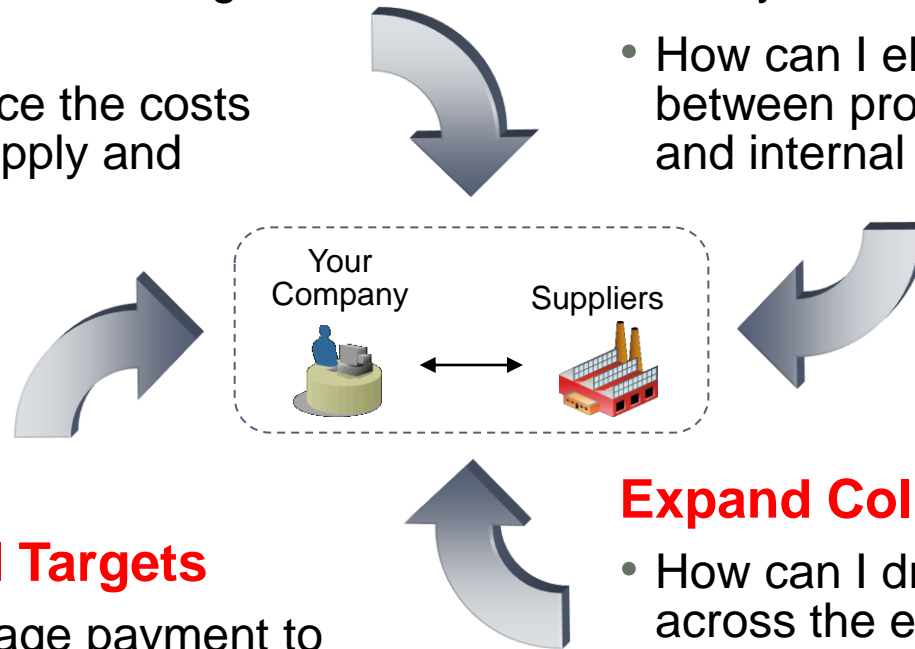 ce the costs
pply and
How can I el
between pro
and internal
Your
Company
Suppliers
Targets
age payment to
Expand Col
How can I dr
across the e